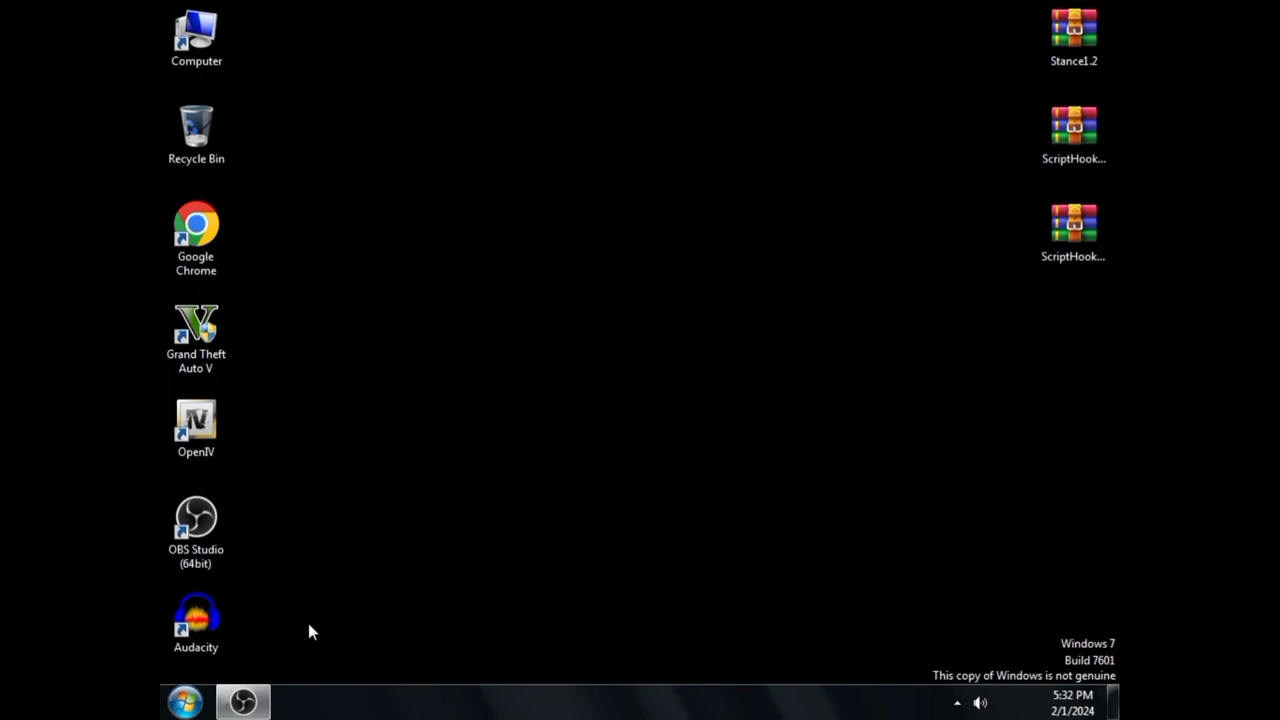 Computer
Recycle Bin
Google
Chrome
Grand Theft
Auto V
OpenIV
OBS Studio
(64bit)
Audacity
Stance1.2
ScriptHook...
ScriptHook...
Windows 7
Build 7601
This copy of Windows is not genuine
5:32 PM
2/1/2024